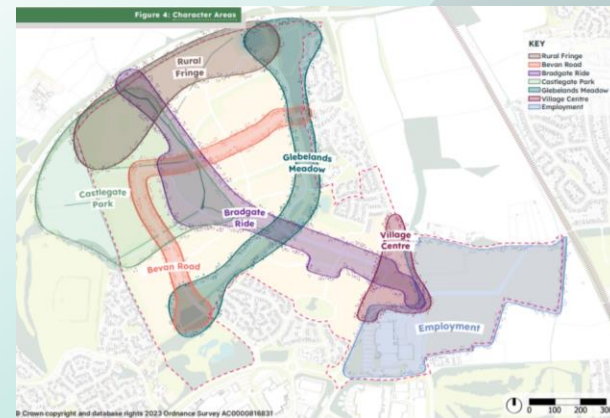 Figure 4: Character Areas
KEY
Rural Fringe
Bevan Road
Bradgate Ride
Castlegate Park
Glebelands Meadow
Village Centre
Employment
Rural
Fringe
Glebelands
Meadow
Castlegate
Park
Bradgate
Ride
Village
Centre
Bevan Road
Employment
© Crown copyright and database rights 2023 Ordnance Survey AC0000816831
0 100 200 300